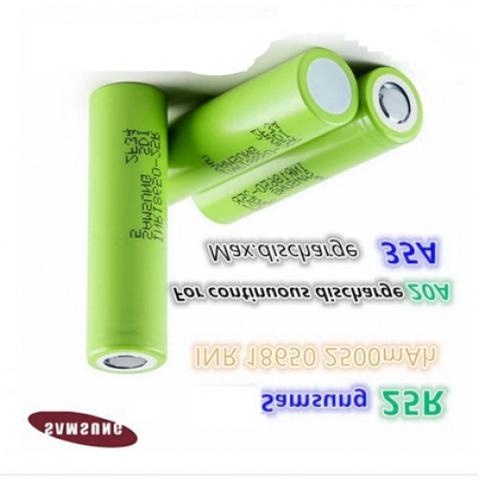 SAMSUNG
Samsung 25R
INR 18650 2500mAh
For continuous discharge 20A
Max.discharge 35A
INR18650-25R
SAMSUNG SDI